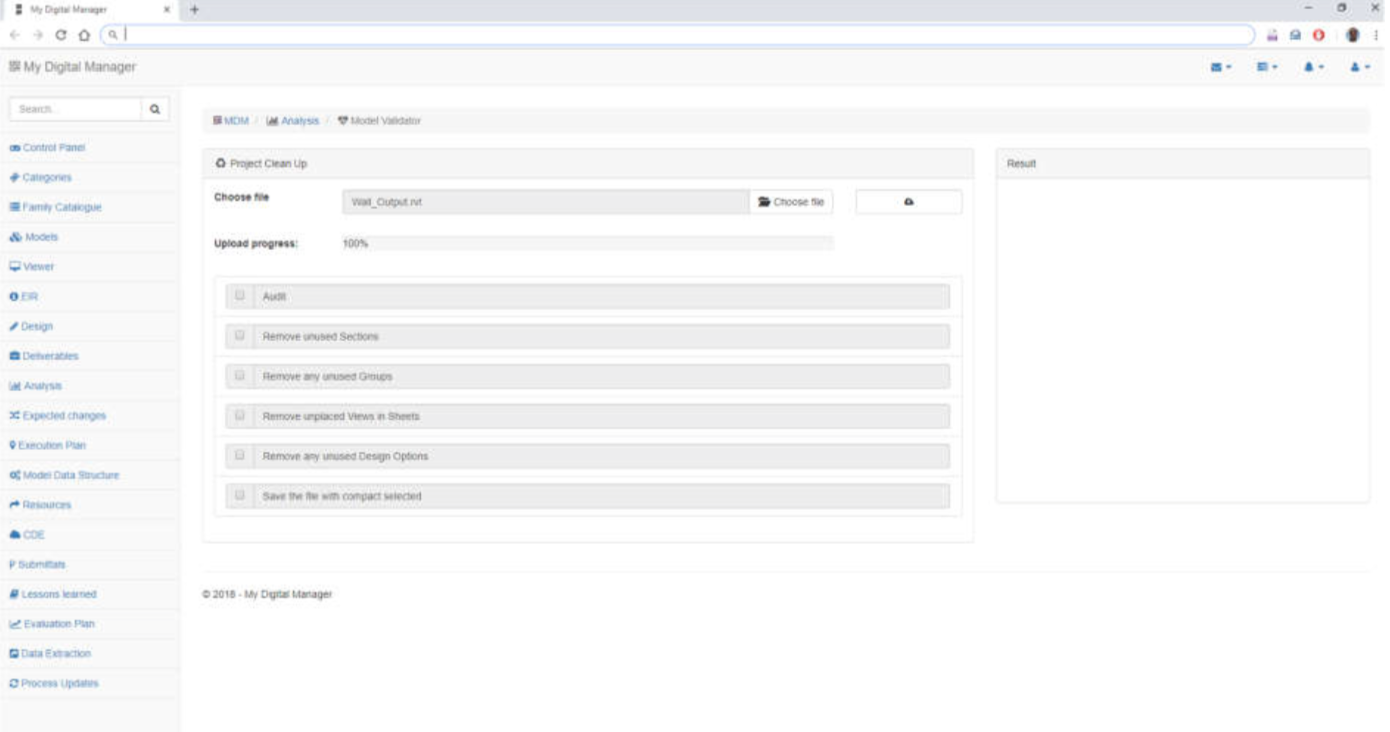 My Digital Manager
My Digital Manager
Search...
Control Panel
Categories
Family Catalogue
Models
Viewer
EIR
Design
Deliverables
Analysis
Expected changes
Execution Plan
Model Data Structure
Resources
CDE
Submittals
Lessons learned
Evaluation Plan
Data Extraction
Process Updates
MDM / Analysis / Model Validator
Project Clean Up
Choose file
Wall_Output.rvt
Choose file
Upload progress:
100%
Audit
Remove unused Sections
Remove any unused Groups
Remove unplaced Views in Sheets
Remove any unused Design Options
Save the file with compact selected
Result
© 2018 - My Digital Manager